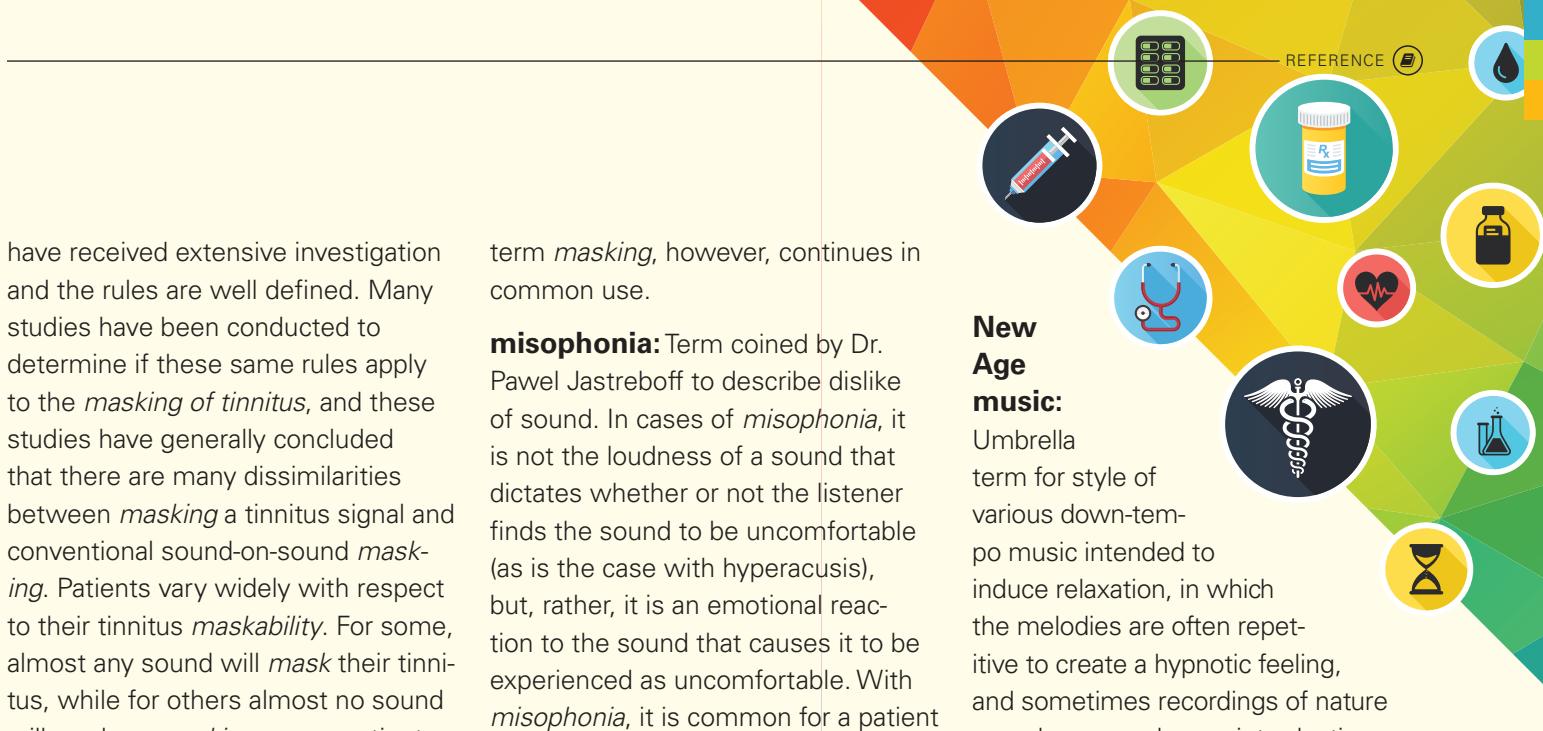 REFERENCE
have received extensive investigation
and the rules are well defined. Many
studies have been conducted to
determine if these same rules apply
to the masking of tinnitus, and these
studies have generally concluded
that there are many dissimilarities
between masking a tinnitus signal and
conventional sound-on-sound mask-
ing. Patients vary widely with respect
to their tinnitus maskability. For some,
almost any sound will mask their tinni-
tus, while for others almost no sound
term masking, however, continues in
common use.
misophonia: Term coined by Dr.
Pawel Jastreboff to describe dislike
of sound. In cases of misophonia, it
is not the loudness of a sound that
dictates whether or not the listener
finds the sound to be uncomfortable
(as is the case with hyperacusis),
but, rather, it is an emotional reac-
tion to the sound that causes it to be
experienced as uncomfortable. With
misophonia, it is common for a patient
New
Age
music:
Umbrella
term for style of
various down-tem-
po music intended to
induce relaxation, in which
the melodies are often repet-
itive to create a hypnotic feeling,
and sometimes recordings of nature
Rx